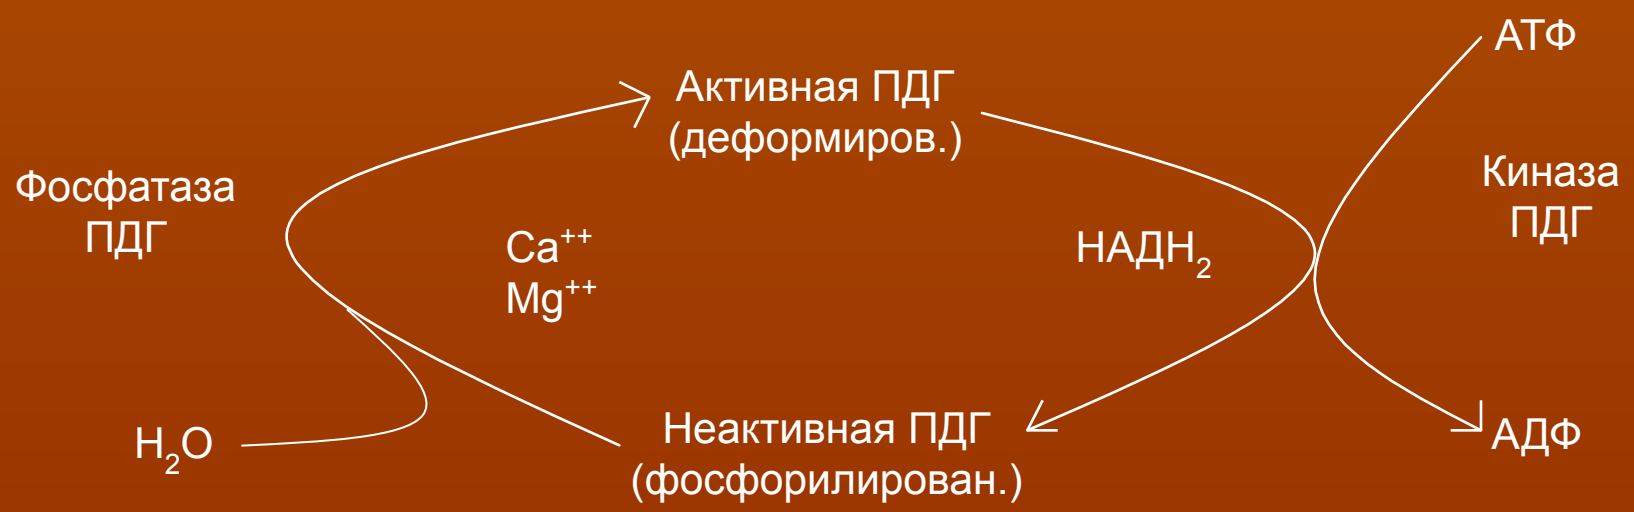 АТФ
Активная ПДГ
(деформиров.)
Фосфатаза
ПДГ
Киназа
ПДГ
Ca⁺⁺
Mg⁺⁺
НАДН₂
H₂O
Неактивная ПДГ
(фосфорилирован.)
АДФ